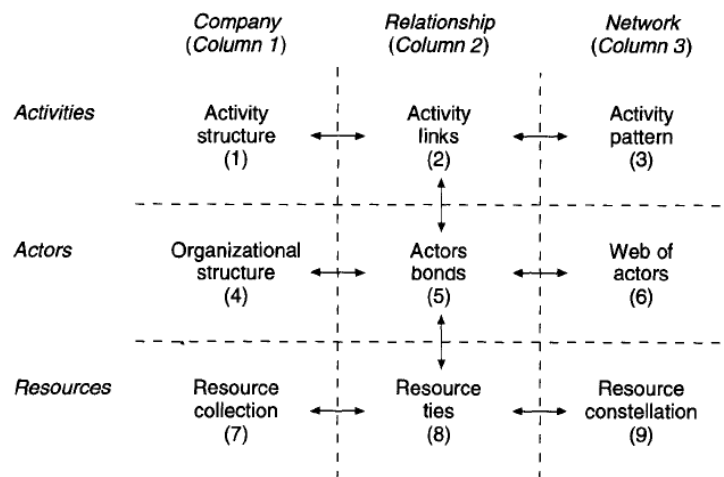 Company Relationship Network
(Column 1) (Column 2) (Column 3)
Activities Activity Activity Activity
structure links pattern
(1) (2) (3)
Actors Organizational Actors Web of
structure bonds actors
(4) (5) (6)
Resources Resource Resource Resource
collection ties constellation
(7) (8) (9)